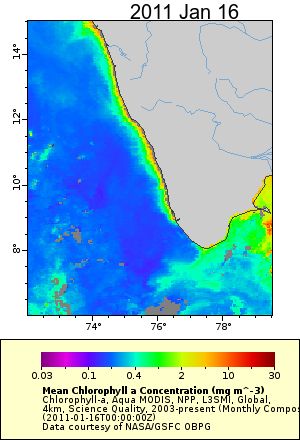 2011 Jan 16
14°
12°
10°
8°
74° 76° 78°
0.03 0.1 0.4 2 10 30
Mean Chlorophyll a Concentration (mg m^-3)
Chlorophyll-a, Aqua MODIS, NPP, L3SMI, Global,
4km, Science Quality, 2003-present (Monthly Compos
(2011-01-16T00:00:00Z)
Data courtesy of NASA/GSFC OBPG